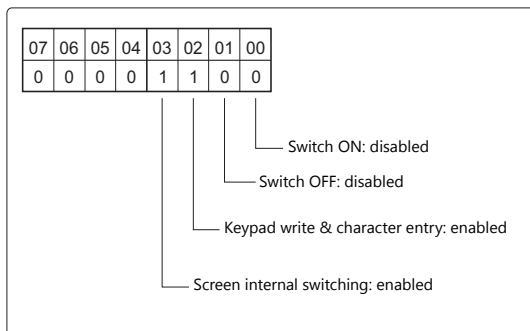 07 06 05 04 03 02 01 00
0 0 0 0 1 1 0 0
Switch ON: disabled
Switch OFF: disabled
Keypad write & character entry: enabled
Screen internal switching: enabled